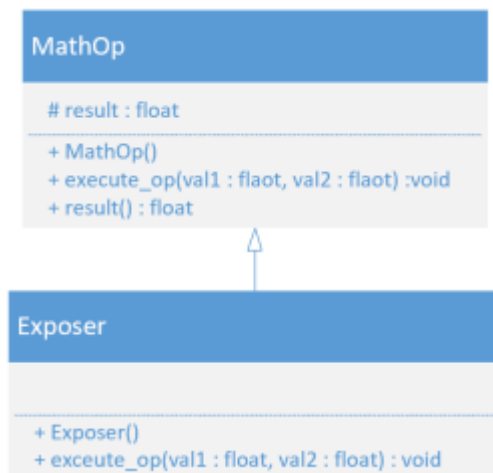 MathOp
# result : float
+ MathOp()
+ execute_op(val1 : flaot, val2 : flaot) :void
+ result() : float
Exposer
+ Exposer()
+ exceute_op(val1 : float, val2 : float) : void